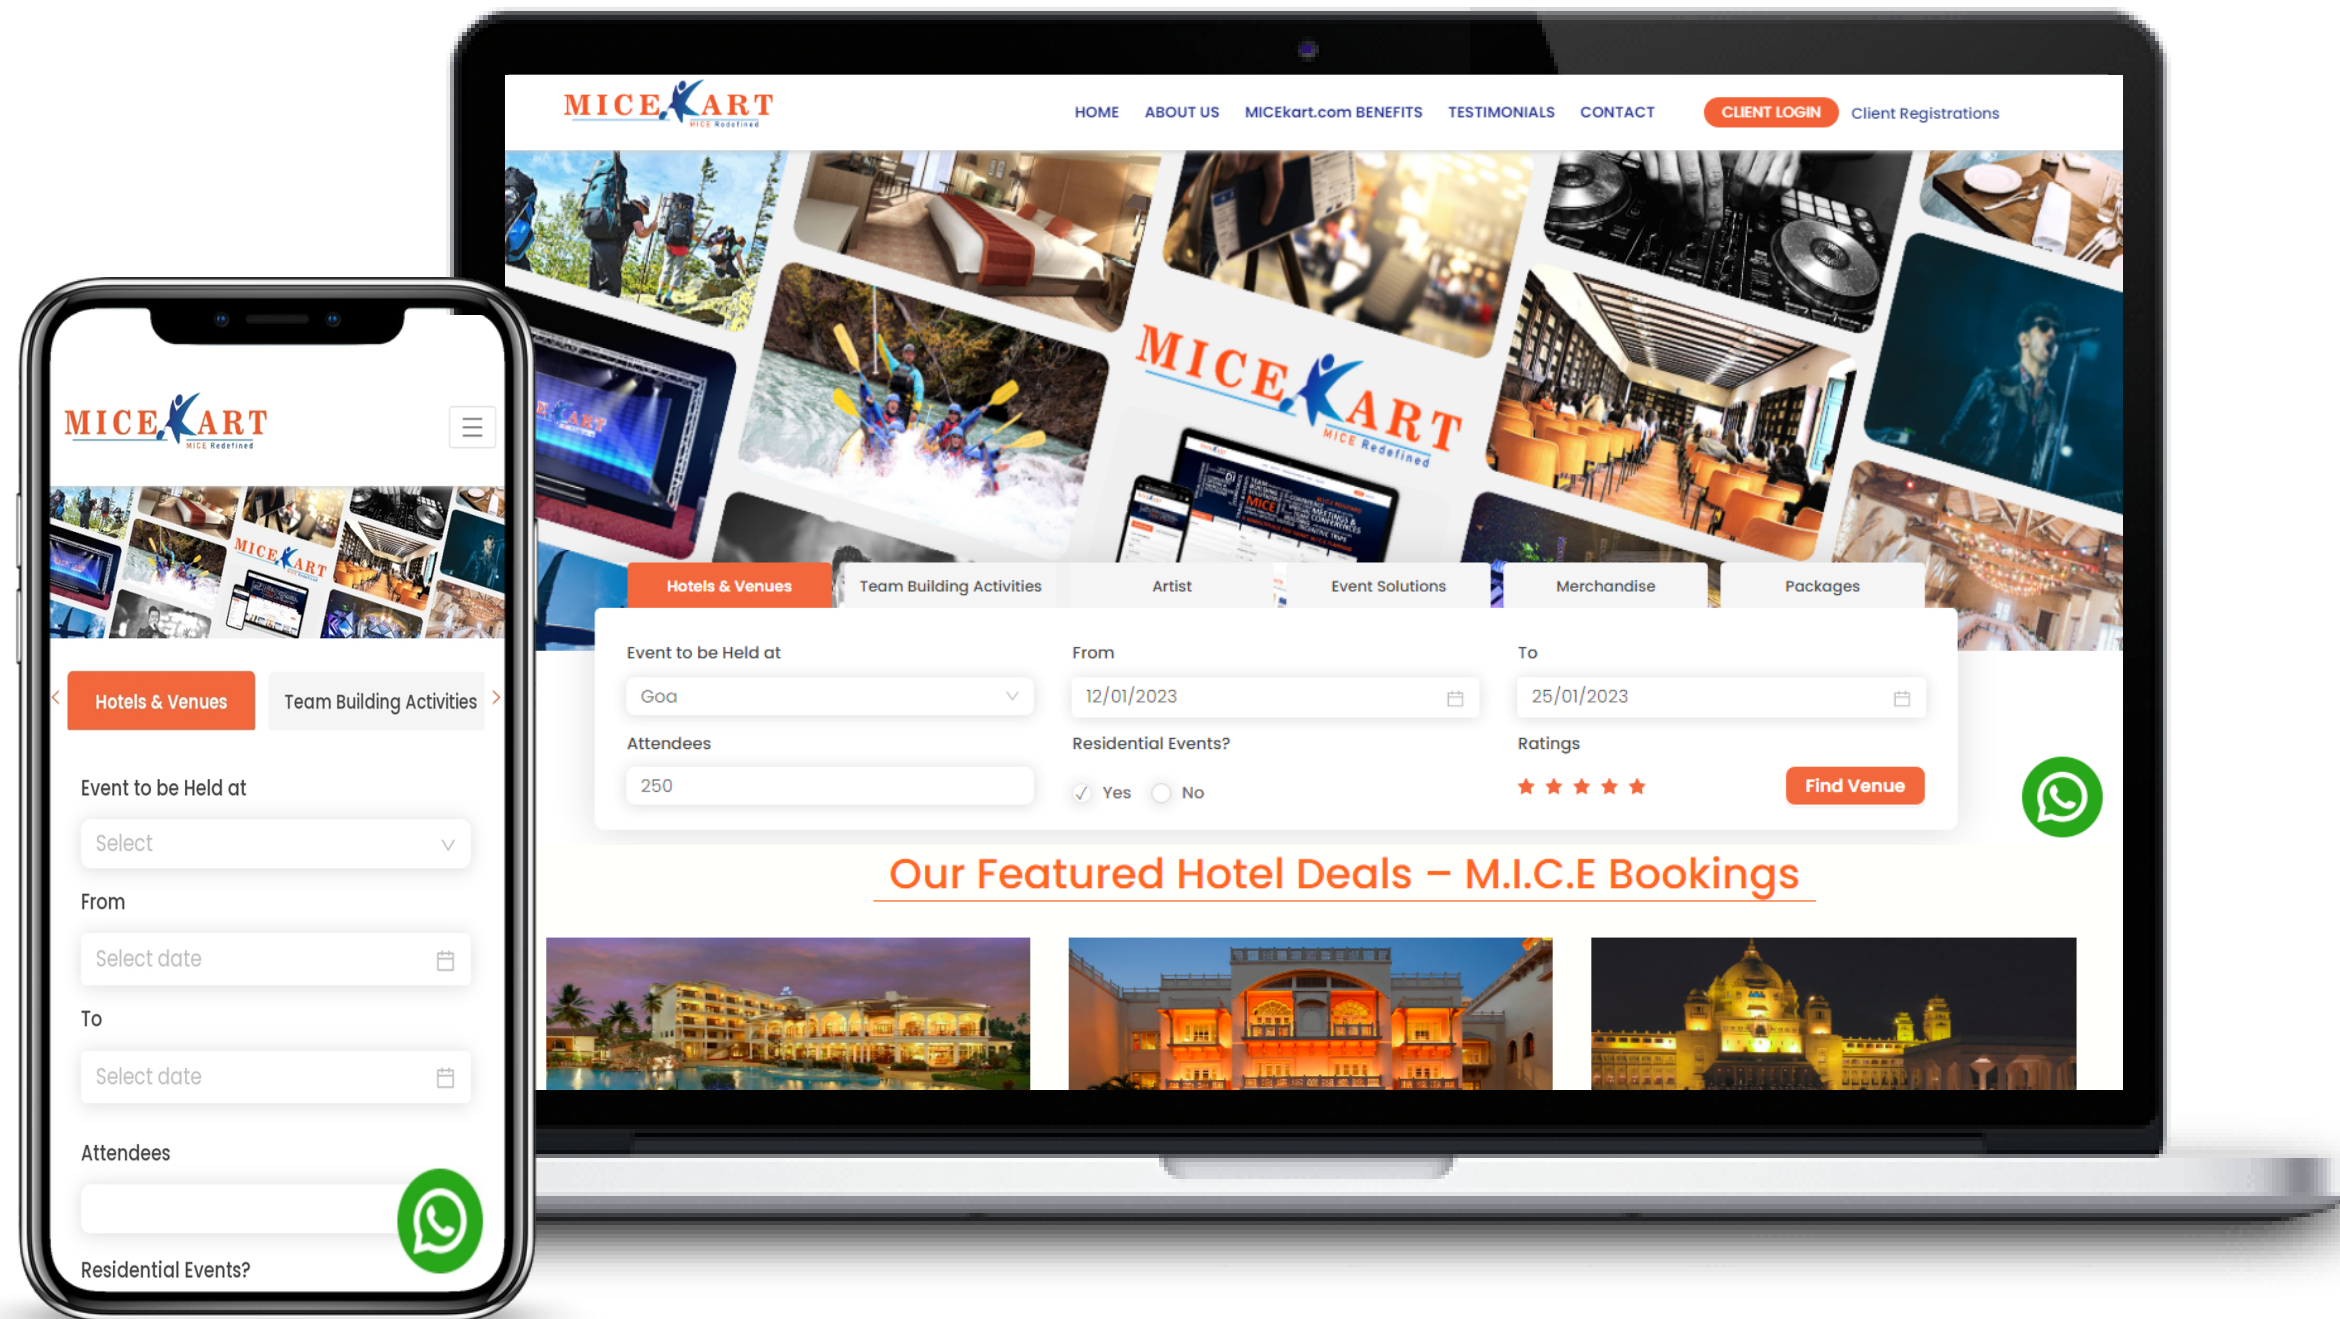 MICEKART
MICE Redefined
HOME ABOUT US MICEkart.com BENEFITS TESTIMONIALS CONTACT CLIENT LOGIN Client Registrations
MICEKART
MICE Redefined
Hotels & Venues Team Building Activities Artist Event Solutions Merchandise Packages
Event to be Held at From To
Goa 12/01/2023 25/01/2023
Attendees Residential Events? Ratings
250 Yes No Find Venue
Our Featured Hotel Deals – M.I.C.E Bookings
MICEKART
MICE Redefined
MICEKART
Hotels & Venues Team Building Activities
Event to be Held at
Select
From
Select date
To
Select date
Attendees
Residential Events?